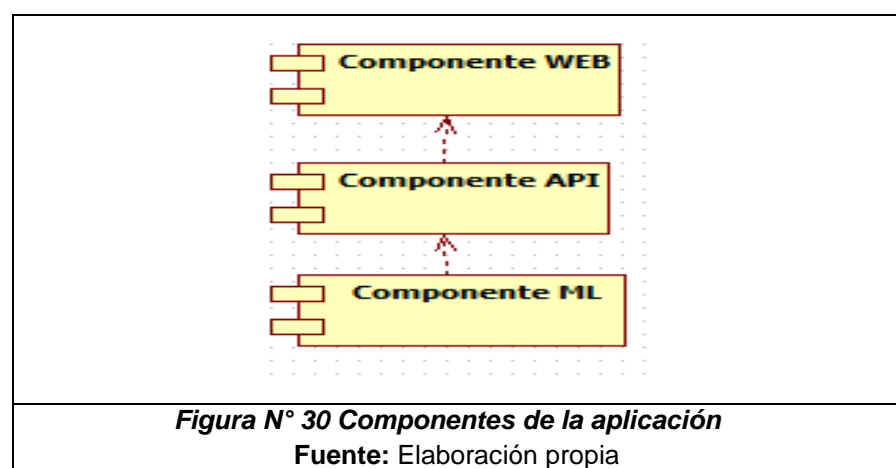 Componente WEB
Componente API
Componente ML
Figura N° 30 Componentes de la aplicación
Fuente: Elaboración propia